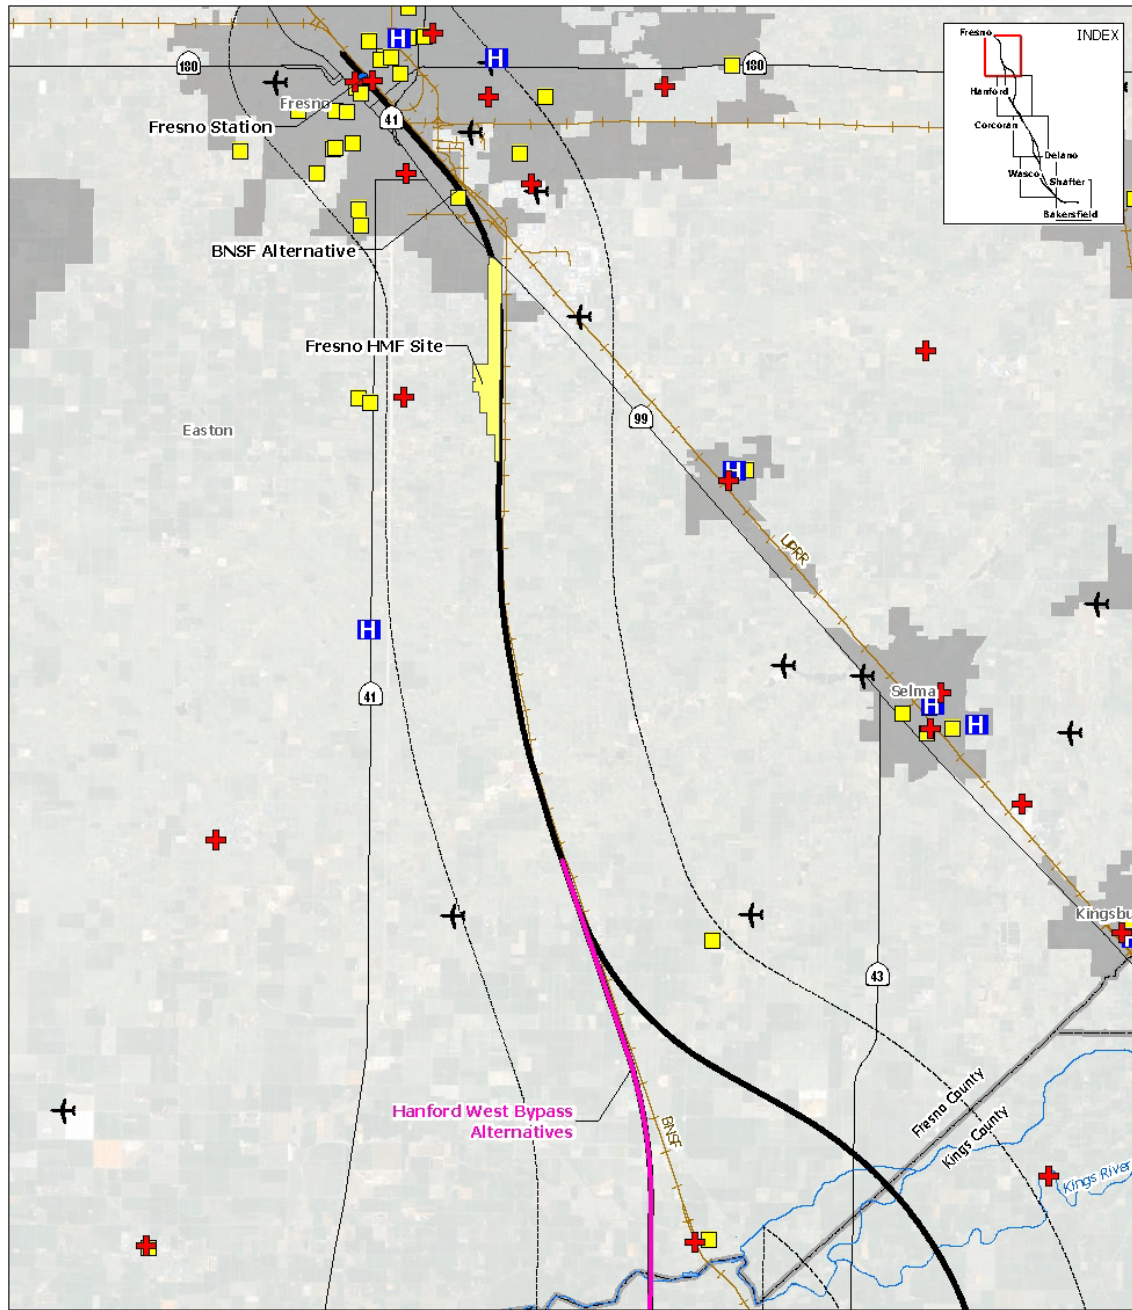 INDEX
Fresno
Hanford
Corcoran
Delano
Wasco
Shafter
Bakersfield
H
H
180
180
Fresno
Fresno Station
41
BNSF Alternative
Fresno HMF Site
99
Easton
H
UPRR
H
41
Selma
H
H
Kingsbu
43
Hanford West Bypass
Alternatives
BNSF
Fresno County
Kings County
Kings River